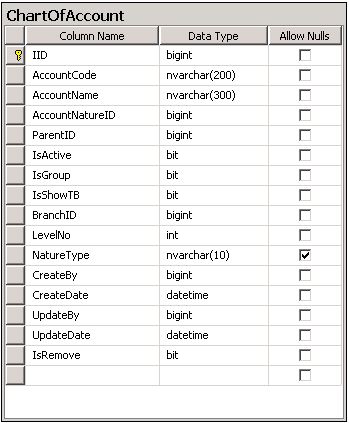 ChartOfAccount
Column Name Data Type Allow Nulls
IID bigint
AccountCode nvarchar(200)
AccountName nvarchar(300)
AccountNatureID bigint
ParentID bigint
IsActive bit
IsGroup bit
IsShowTB bit
BranchID bigint
LevelNo int
NatureType nvarchar(10)
CreateBy bigint
CreateDate datetime
UpdateBy bigint
UpdateDate datetime
IsRemove bit